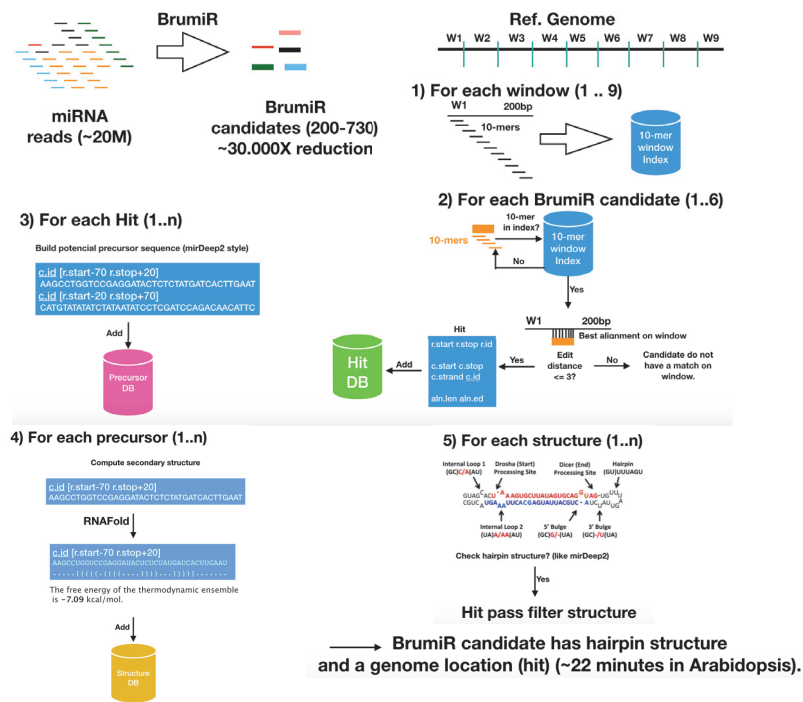 BrumiR
miRNA
reads (~20M)
BrumiR
candidates (200-730)
~30.000X reduction
Ref. Genome
W1 W2 W3 W4 W5 W6 W7 W8 W9
1) For each window (1 .. 9)
W1 200bp
10-mers
10-mer
window
Index
2) For each BrumiR candidate (1..6)
10-mer
in index?
10-mers
No
10-mer
window
Index
Yes
W1 200bp
Best alianment on window
Edit
distance
<= 3?
No
Candidate do not
have a match on
window.
Yes
Hit
r.start r.stop r.id
c.start c.stop
c.strand c.id
aln.len aln.ed
Add
Hit
DB
3) For each Hit (1..n)
Build potencial precursor sequence (mirDeep2 style)
c.id [r.start-70 r.stop+20]
AAGCCTGGTCCGAGGATACTCTCTATGATCACTTGAAT
c.id [r.start-20 r.stop+70]
CATGTATATATCTATAATATCCTCGATCCAGACAACATTC
Add
Precursor
DB
4) For each precursor (1..n)
Compute secondary structure
c.id [r.start-70 r.stop+20]
AAGCCTGGTCCGAGGATACTCTCTATGATCACTTGAAT
RNAFold
c.id [r.start-70 r.stop+20]
AAGCCUGGUCCGAGGAUACUCUCUAUGAUCACUUGAAU
The free energy of the thermodynamic ensemble
is -7.09 kcal/mol.
Add
Structure
DB
5) For each structure (1..n)
Internal Loop 1
(GC)C/A(AU)
Drosha (Start)
Processing Site
Dicer (End)
Processing Site
Hairpin
(GU)UUUAGU
Internal Loop 2
(UA)A/AA(AU)
5' Bulge
(GC)G/-(UA)
3' Bulge
(GC)-/U(UA)
Check hairpin structure? (like mirDeep2)
Yes
Hit pass filter structure
BrumiR candidate has hairpin structure
and a genome location (hit) (~22 minutes in Arabidopsis).